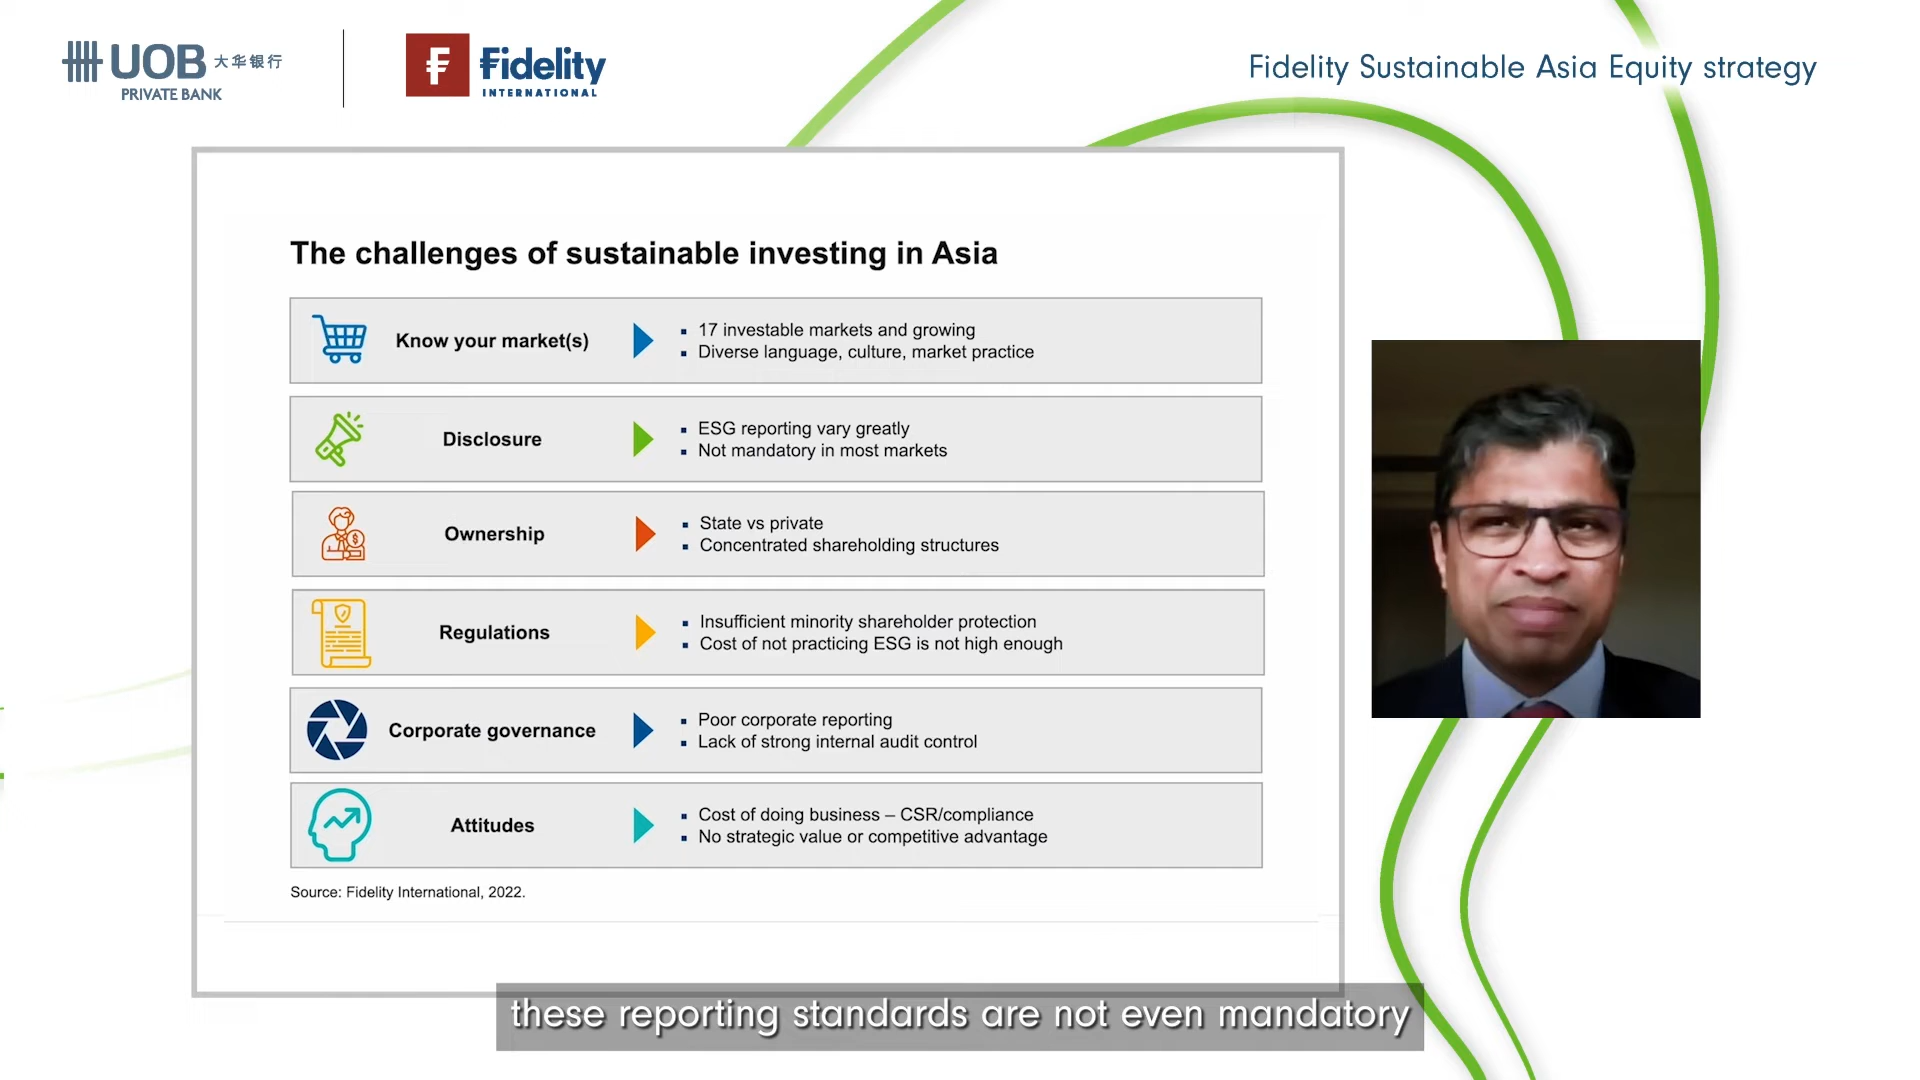 UOB 大华银行
PRIVATE BANK
F Fidelity
INTERNATIONAL
Fidelity Sustainable Asia Equity strategy
The challenges of sustainable investing in Asia
Know your market(s)
17 investable markets and growing
Diverse language, culture, market practice
Disclosure
ESG reporting vary greatly
Not mandatory in most markets
Ownership
State vs private
Concentrated shareholding structures
Regulations
Insufficient minority shareholder protection
Cost of not practicing ESG is not high enough
Corporate governance
Poor corporate reporting
Lack of strong internal audit control
Attitudes
Cost of doing business – CSR/compliance
No strategic value or competitive advantage
Source: Fidelity International, 2022.
these reporting standards are not even mandatory